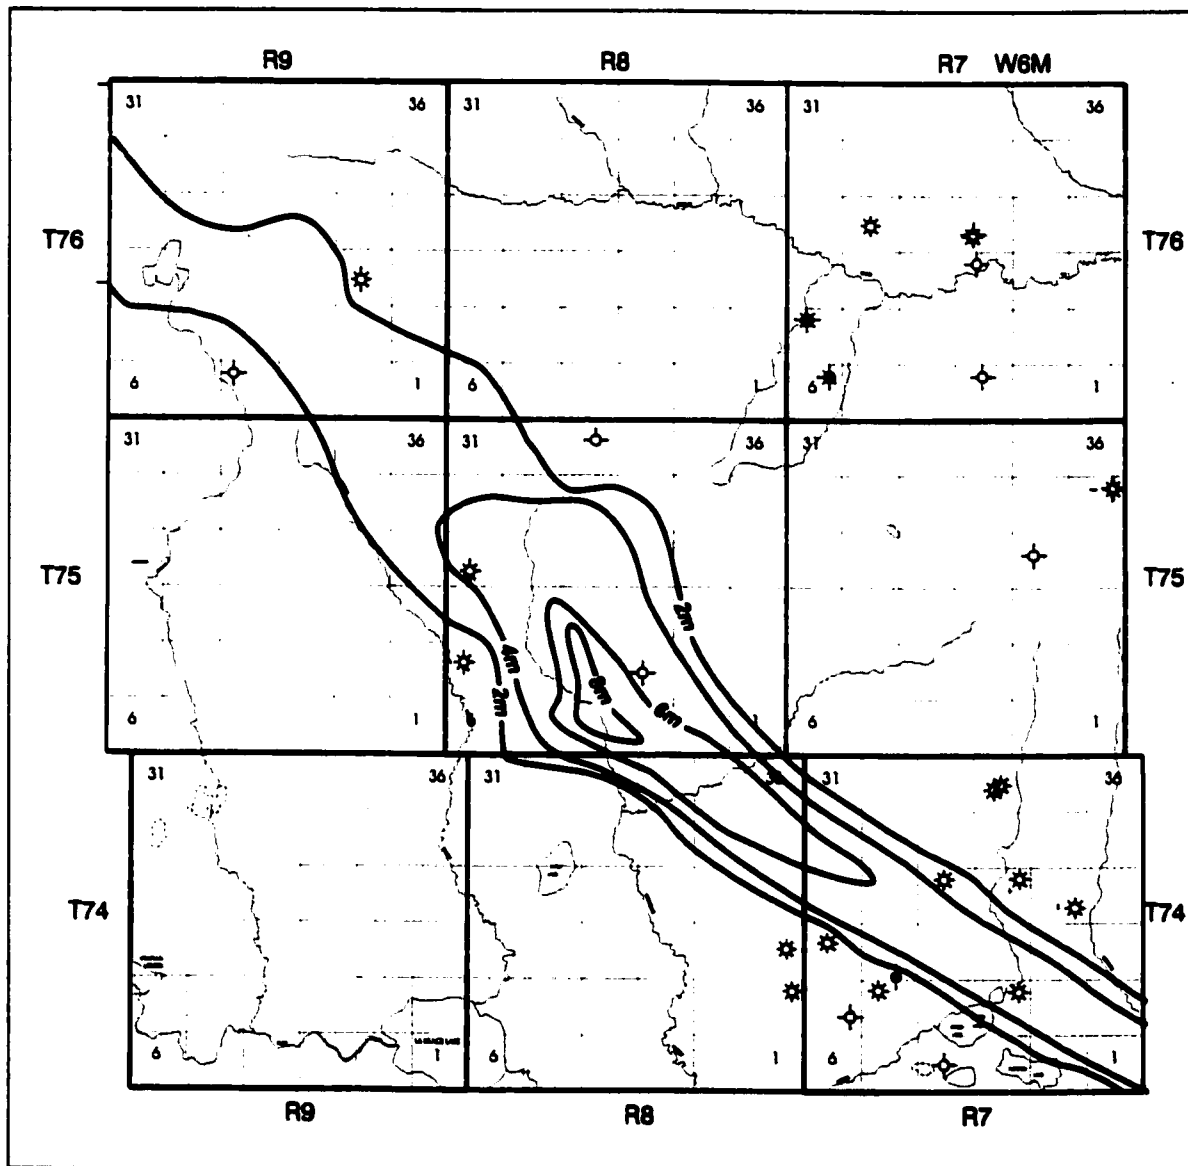 R9 R8 R7 W6M
31 36 31 36 31 36
T76 T76
6 1 6 1 6 1
31 36 31 36 31 36
T75 T75
2m
4m
2m
8m
6m
6 1 1 6 1
31 36 31 36 31 36
T74 T74
6 1 6 1 6 1
R9 R8 R7